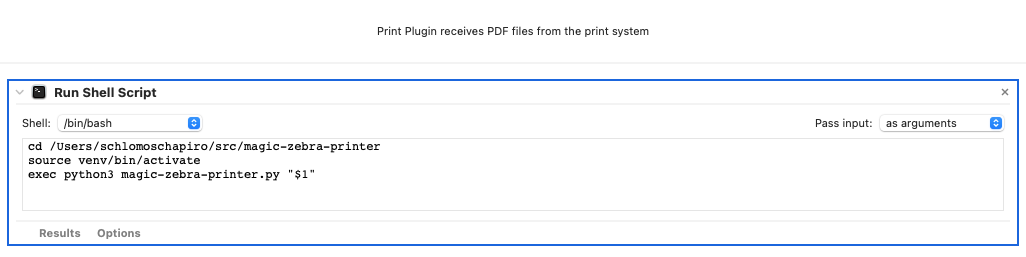 Print Plugin receives PDF files from the print system
Run Shell Script
Shell: /bin/bash Pass input: as arguments
cd /Users/schlomoschapiro/src/magic-zebra-printer
source venv/bin/activate
exec python3 magic-zebra-printer.py "$1"
Results Options